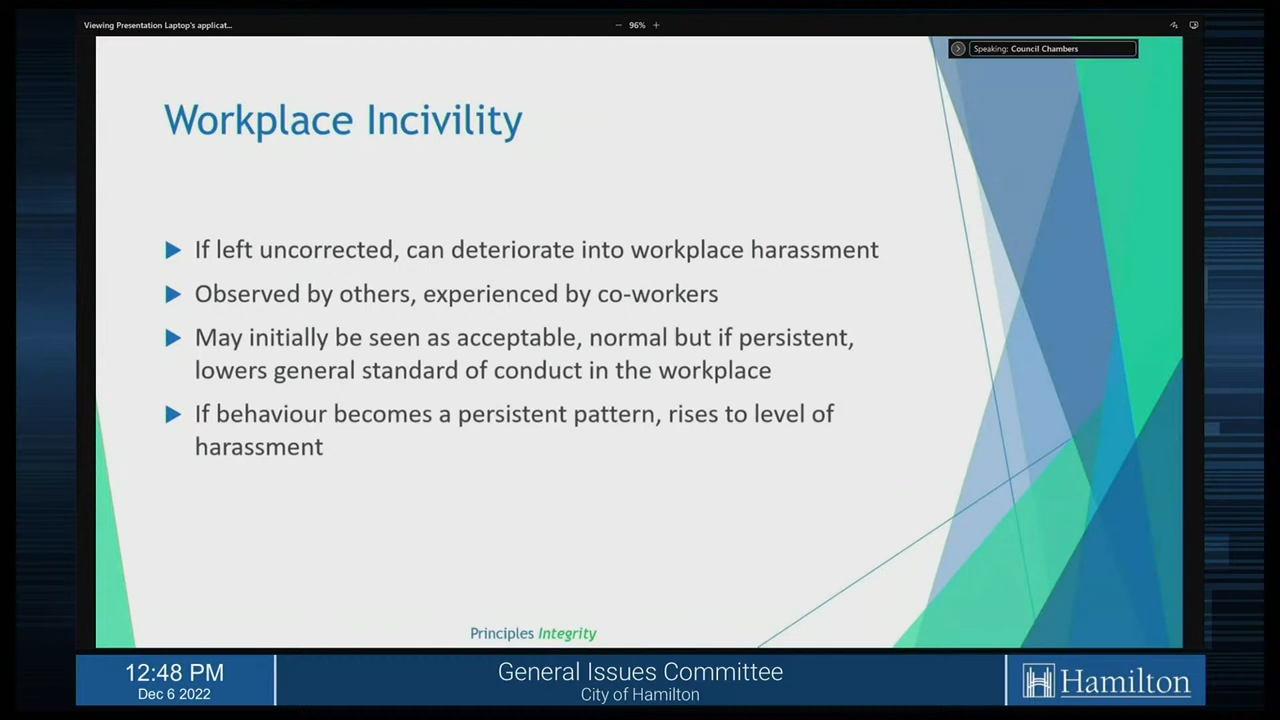 Viewing Presentation Laptop's applicat...
− 96% +
Speaking: Council Chambers
Workplace Incivility
If left uncorrected, can deteriorate into workplace harassment
Observed by others, experienced by co-workers
May initially be seen as acceptable, normal but if persistent,
lowers general standard of conduct in the workplace
If behaviour becomes a persistent pattern, rises to level of
harassment
Principles Integrity
12:48 PM
Dec 6 2022
General Issues Committee
City of Hamilton
Hamilton